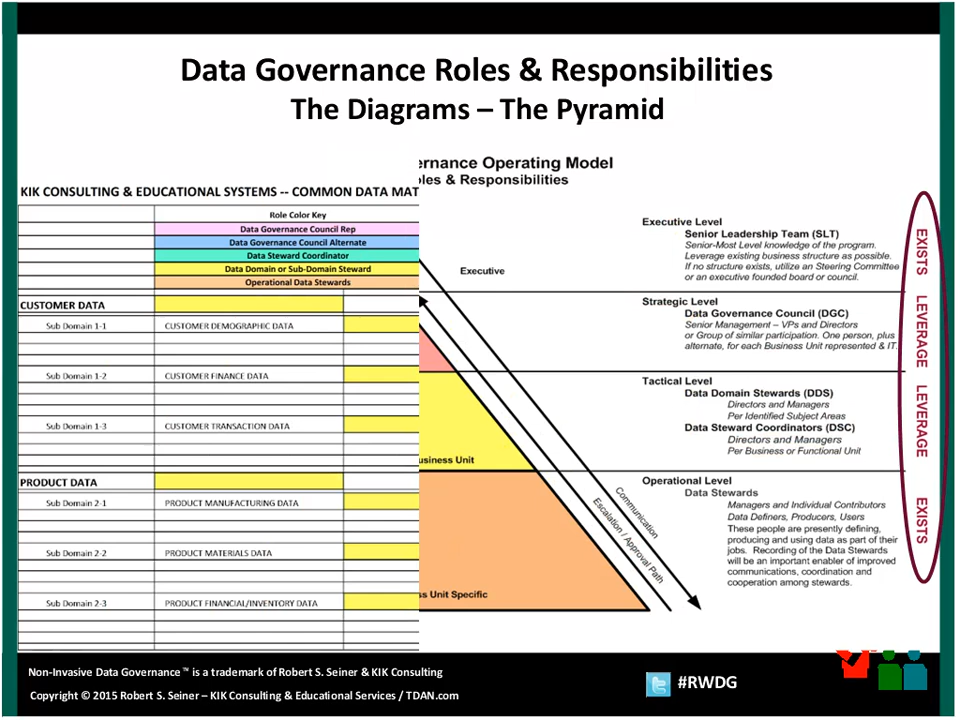 Data Governance Roles & Responsibilities
The Diagrams – The Pyramid
KIK CONSULTING & EDUCATIONAL SYSTEMS -- COMMON DATA MAT
Role Color Key
Data Governance Council Rep
Data Governance Council Alternate
Data Steward Coordinator
Data Domain or Sub-Domain Steward
Operational Data Stewards
CUSTOMER DATA
Sub Domain 1-1 CUSTOMER DEMOGRAPHIC DATA
Sub Domain 1-2 CUSTOMER FINANCE DATA
Sub Domain 1-3 CUSTOMER TRANSACTION DATA
PRODUCT DATA
Sub Domain 2-1 PRODUCT MANUFACTURING DATA
Sub Domain 2-2 PRODUCT MATERIALS DATA
Sub Domain 2-3 PRODUCT FINANCIAL/INVENTORY DATA
ernance Operating Model
oles & Responsibilities
Executive
usiness Unit
ss Unit Specific
Communication
Escalation / Approval Path
Executive Level
Senior Leadership Team (SLT)
Senior-Most Level knowledge of the program.
Leverage existing business structure as possible.
If no structure exists, utilize an Steering Committee
or an executive founded board or council.
Strategic Level
Data Governance Council (DGC)
Senior Management – VPs and Directors
or Group of similar participation. One person, plus
alternate, for each Business Unit represented & IT.
Tactical Level
Data Domain Stewards (DDS)
Directors and Managers
Per Identified Subject Areas
Data Steward Coordinators (DSC)
Directors and Managers
Per Business or Functional Unit
Operational Level
Data Stewards
Managers and Individual Contributors
Data Definers, Producers, Users
These people are presently defining,
producing and using data as part of their
jobs. Recording of the Data Stewards
will be an important enabler of improved
communications, coordination and
cooperation among stewards.
EXISTS
LEVERAGE
LEVERAGE
EXISTS
Non-Invasive Data Governance ™ is a trademark of Robert S. Seiner & KIK Consulting
Copyright © 2015 Robert S. Seiner – KIK Consulting & Educational Services / TDAN.com
#RWDG